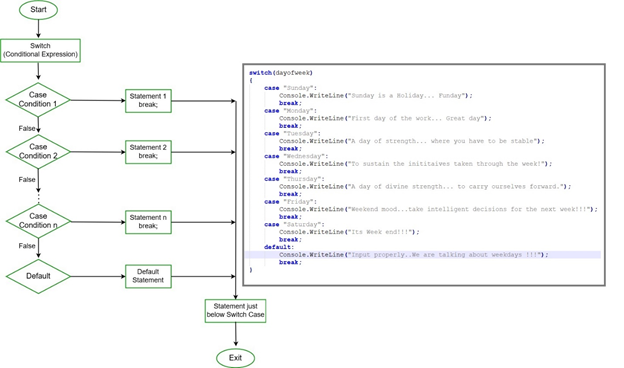 Start
Switch
(Conditional Expression)
Case
Condition 1
Statement 1
break;
False
Case
Condition 2
Statement 2
break;
False
Case
Condition n
Statement n
break;
False
Default
Default
Statement
Statement just
below Switch Case
Exit
switch(dayofweek)
{
case "Sunday":
Console.WriteLine("Sunday is a Holiday... Funday");
break;
case "Monday":
Console.WriteLine("First day of the work... Great day");
break;
case "Tuesday":
Console.WriteLine("A day of strength... where you have to be stable");
break;
case "Wednesday":
Console.WriteLine("To sustain the inititaives taken through the week!");
break;
case "Thursday":
Console.WriteLine("A day of divine strength... to carry ourselves forward.");
break;
case "Friday":
Console.WriteLine("Weekend mood...take intelligent decisions for the next week!!!");
break;
case "Saturday":
Console.WriteLine("Its Week end!!!");
break;
default:
Console.WriteLine("Input properly..We are talking about weekdays !!!");
break;
}